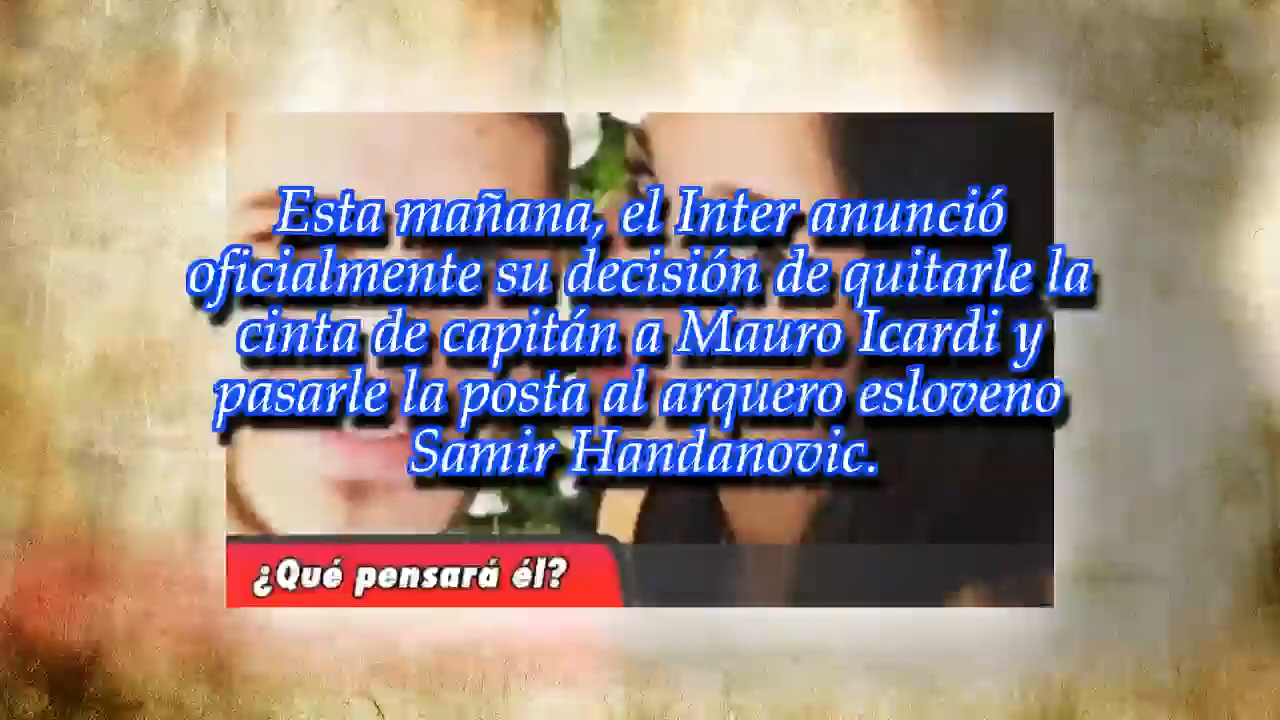 Esta mañana, el Inter anunció
oficialmente su decisión de quitarle la
cinta de capitán a Mauro Icardi y
pasarle la posta al arquero esloveno
Samir Handanovic.
¿Qué pensará él?